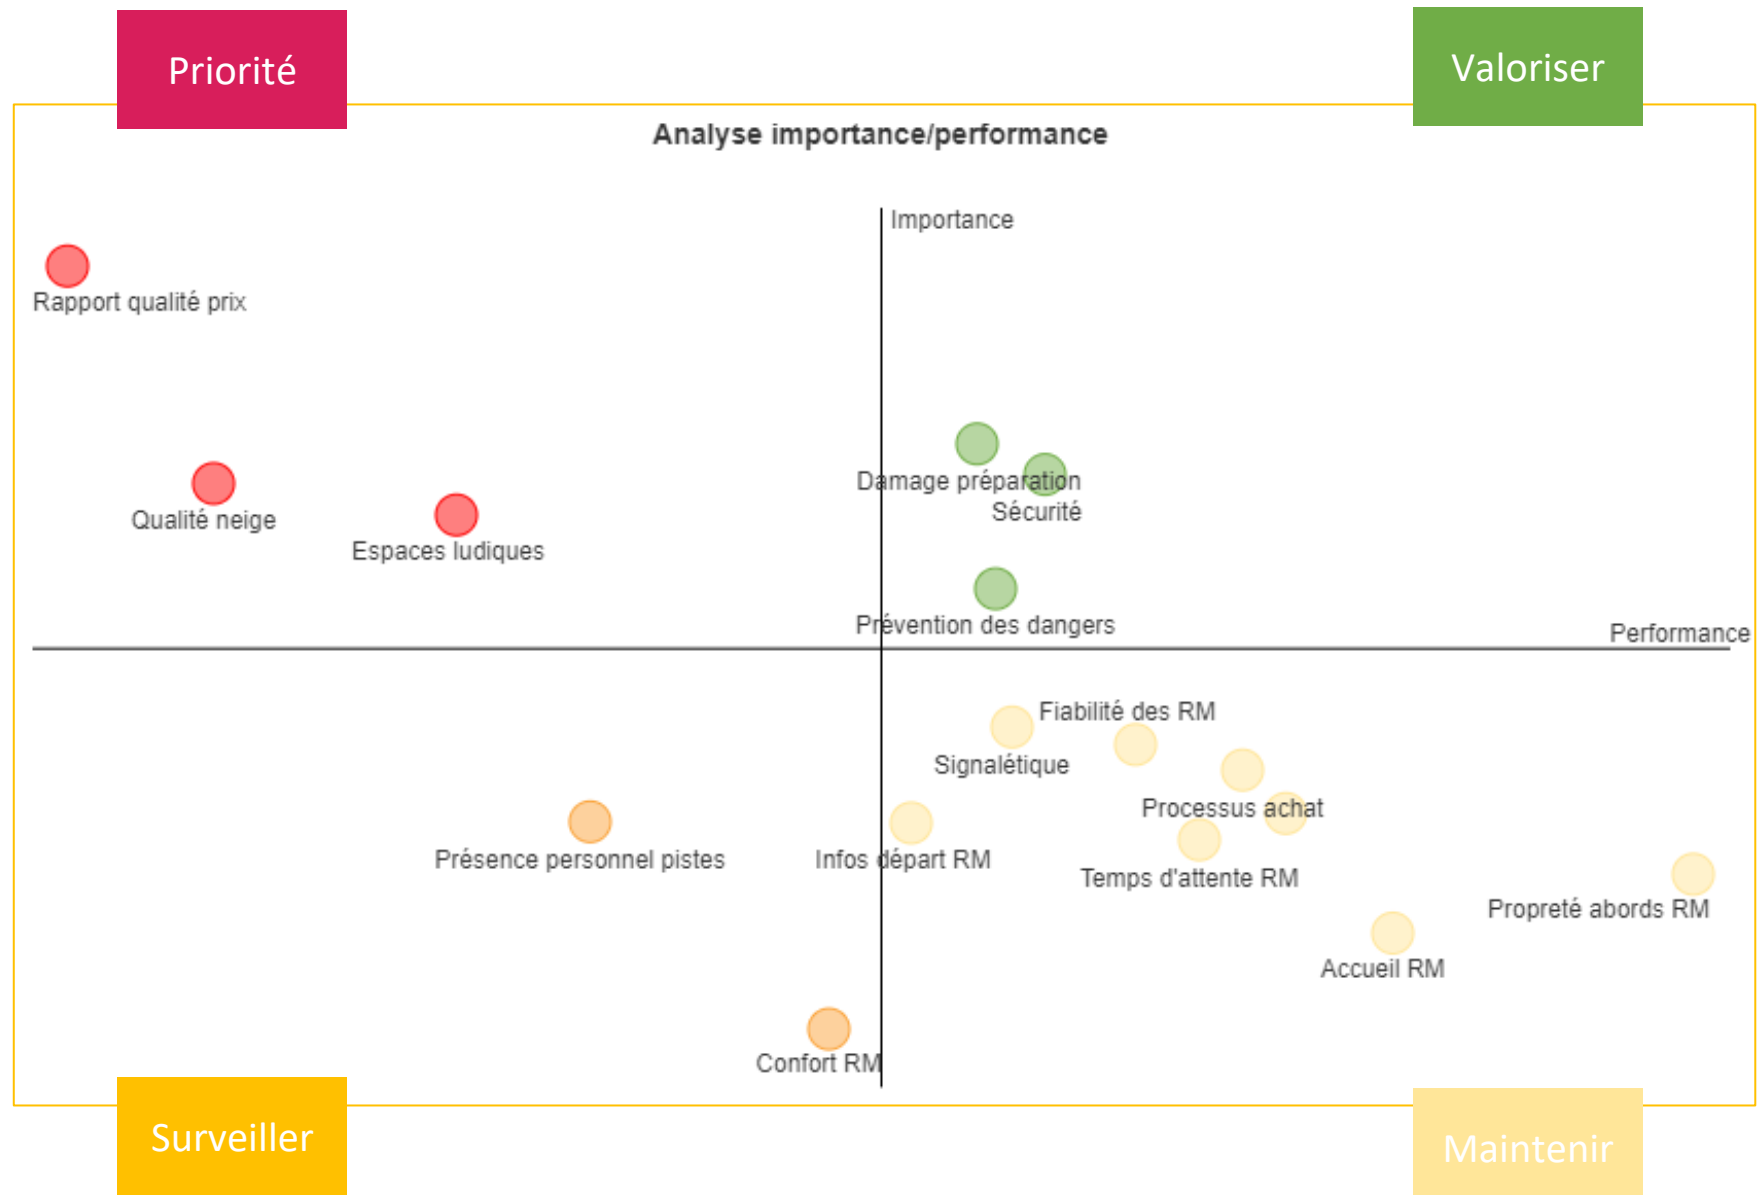 Priorité
Valoriser
Analyse importance/performance
Importance
Rapport qualité prix
Damage préparation
Qualité neige
Sécurité
Espaces ludiques
Prévention des dangers
Performance
Fiabilité des RM
Signalétique
Processus achat
Présence personnel pistes
Infos départ RM
Temps d'attente RM
Propreté abords RM
Accueil RM
Confort RM
Surveiller
Maintenir